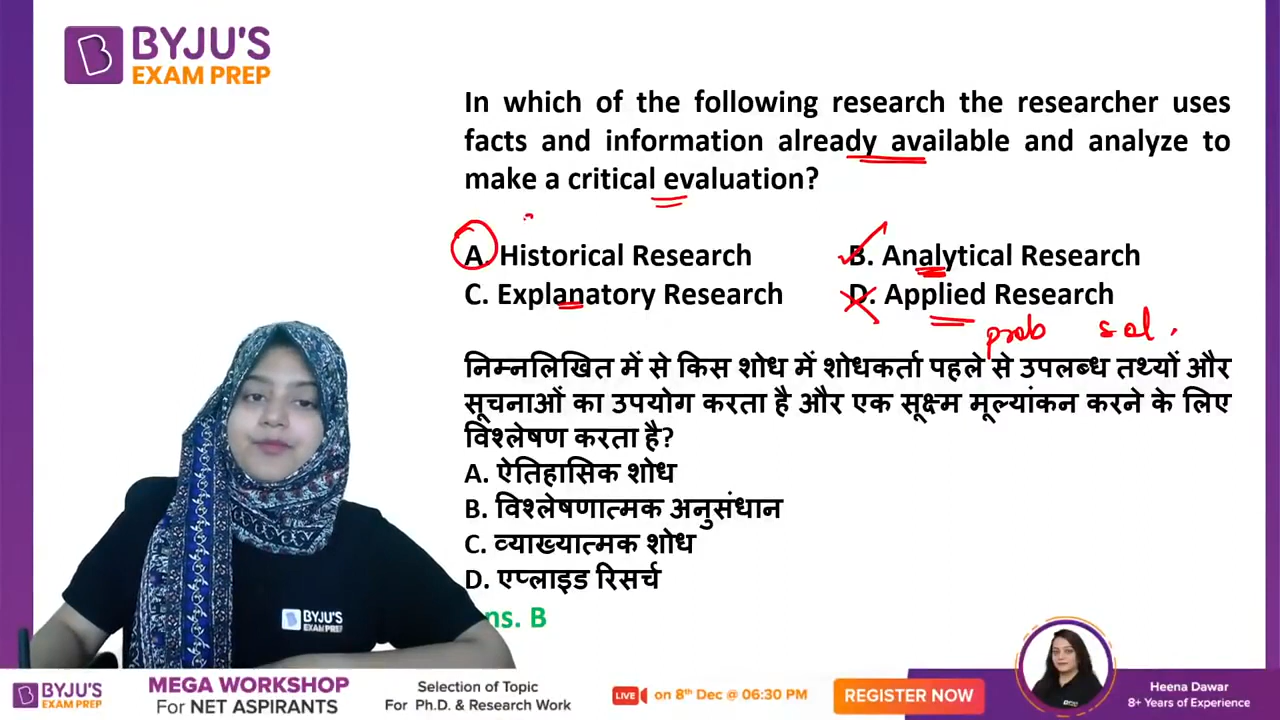 BYJU'S
EXAM PREP
In which of the following research the researcher uses
facts and information already available and analyze to
make a critical evaluation?
A. Historical Research
B. Analytical Research
C. Explanatory Research
D. Applied Research
prob sol.
निम्नलिखित में से किस शोध में शोधकर्ता पहले से उपलब्ध तथ्यों और
सूचनाओं का उपयोग करता है और एक सूक्ष्म मूल्यांकन करने के लिए
विश्लेषण करता है?
A. ऐतिहासिक शोध
B. विश्लेषणात्मक अनुसंधान
C. व्याख्यात्मक शोध
D. एप्लाइड रिसर्च
ns. B
BYJU'S
EXAM PREP
BYJU'S
EXAM PREP
MEGA WORKSHOP
For NET ASPIRANTS
Selection of Topic
For Ph.D. & Research Work
LIVE on 8th Dec @ 06:30 PM
REGISTER NOW
Heena Dawar
8+ Years of Experience